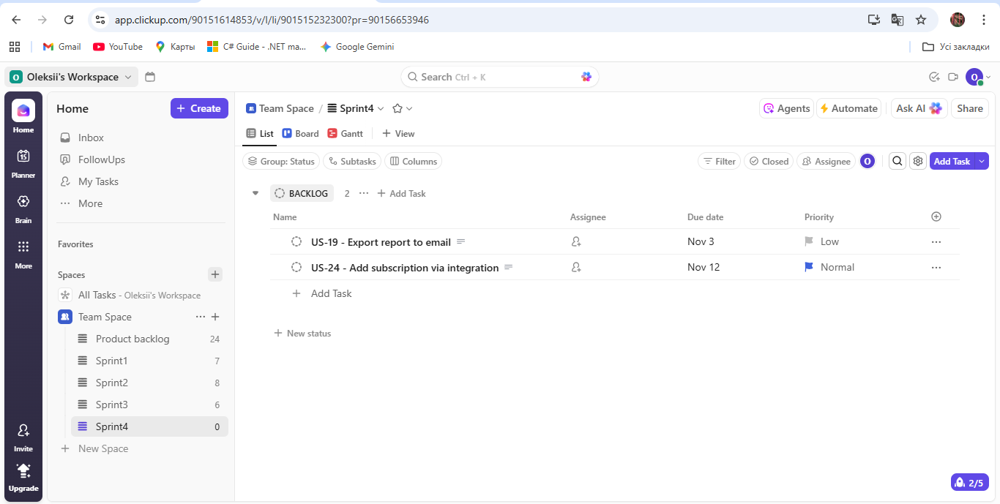 app.clickup.com/90151614853/v/l/li/901515232300?pr=90156653946
Gmail YouTube Карты C# Guide - .NET ma... Google Gemini Усі закладки
O Oleksii's Workspace Search Ctrl + K O
Home
Planner
15
Brain
More
Invite
Upgrade
Home + Create
Inbox
FollowUps
My Tasks
More
Favorites
Spaces
All Tasks - Oleksii's Workspace
Team Space
Product backlog 24
Sprint1 7
Sprint2 8
Sprint3 6
Sprint4 0
New Space
Team Space / Sprint4 Agents Automate Ask AI Share
List Board Gantt + View
Group: Status Subtasks Columns Filter Closed Assignee O Add Task
BACKLOG 2 ... + Add Task
Name Assignee Due date Priority
US-19 - Export report to email Nov 3 Low
US-24 - Add subscription via integration Nov 12 Normal
+ Add Task
+ New status
2/5